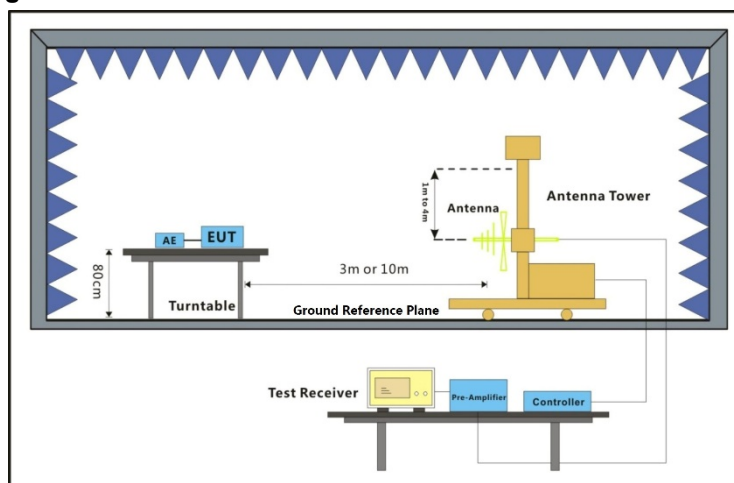 1m to 4m
Antenna
Antenna Tower
AE
EUT
80cm
3m or 10m
Turntable
Ground Reference Plane
Test Receiver
Pre-Amplifier
Controller